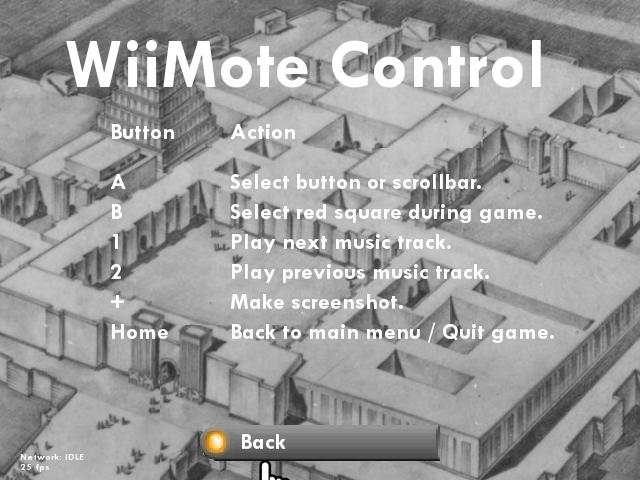 WiiMote Control
Button Action
A Select button or scrollbar.
B Select red square during game.
1 Play next music track.
2 Play previous music track.
+ Make screenshot.
Home Back to main menu / Quit game.
Back
Network: IDLE
25 fps